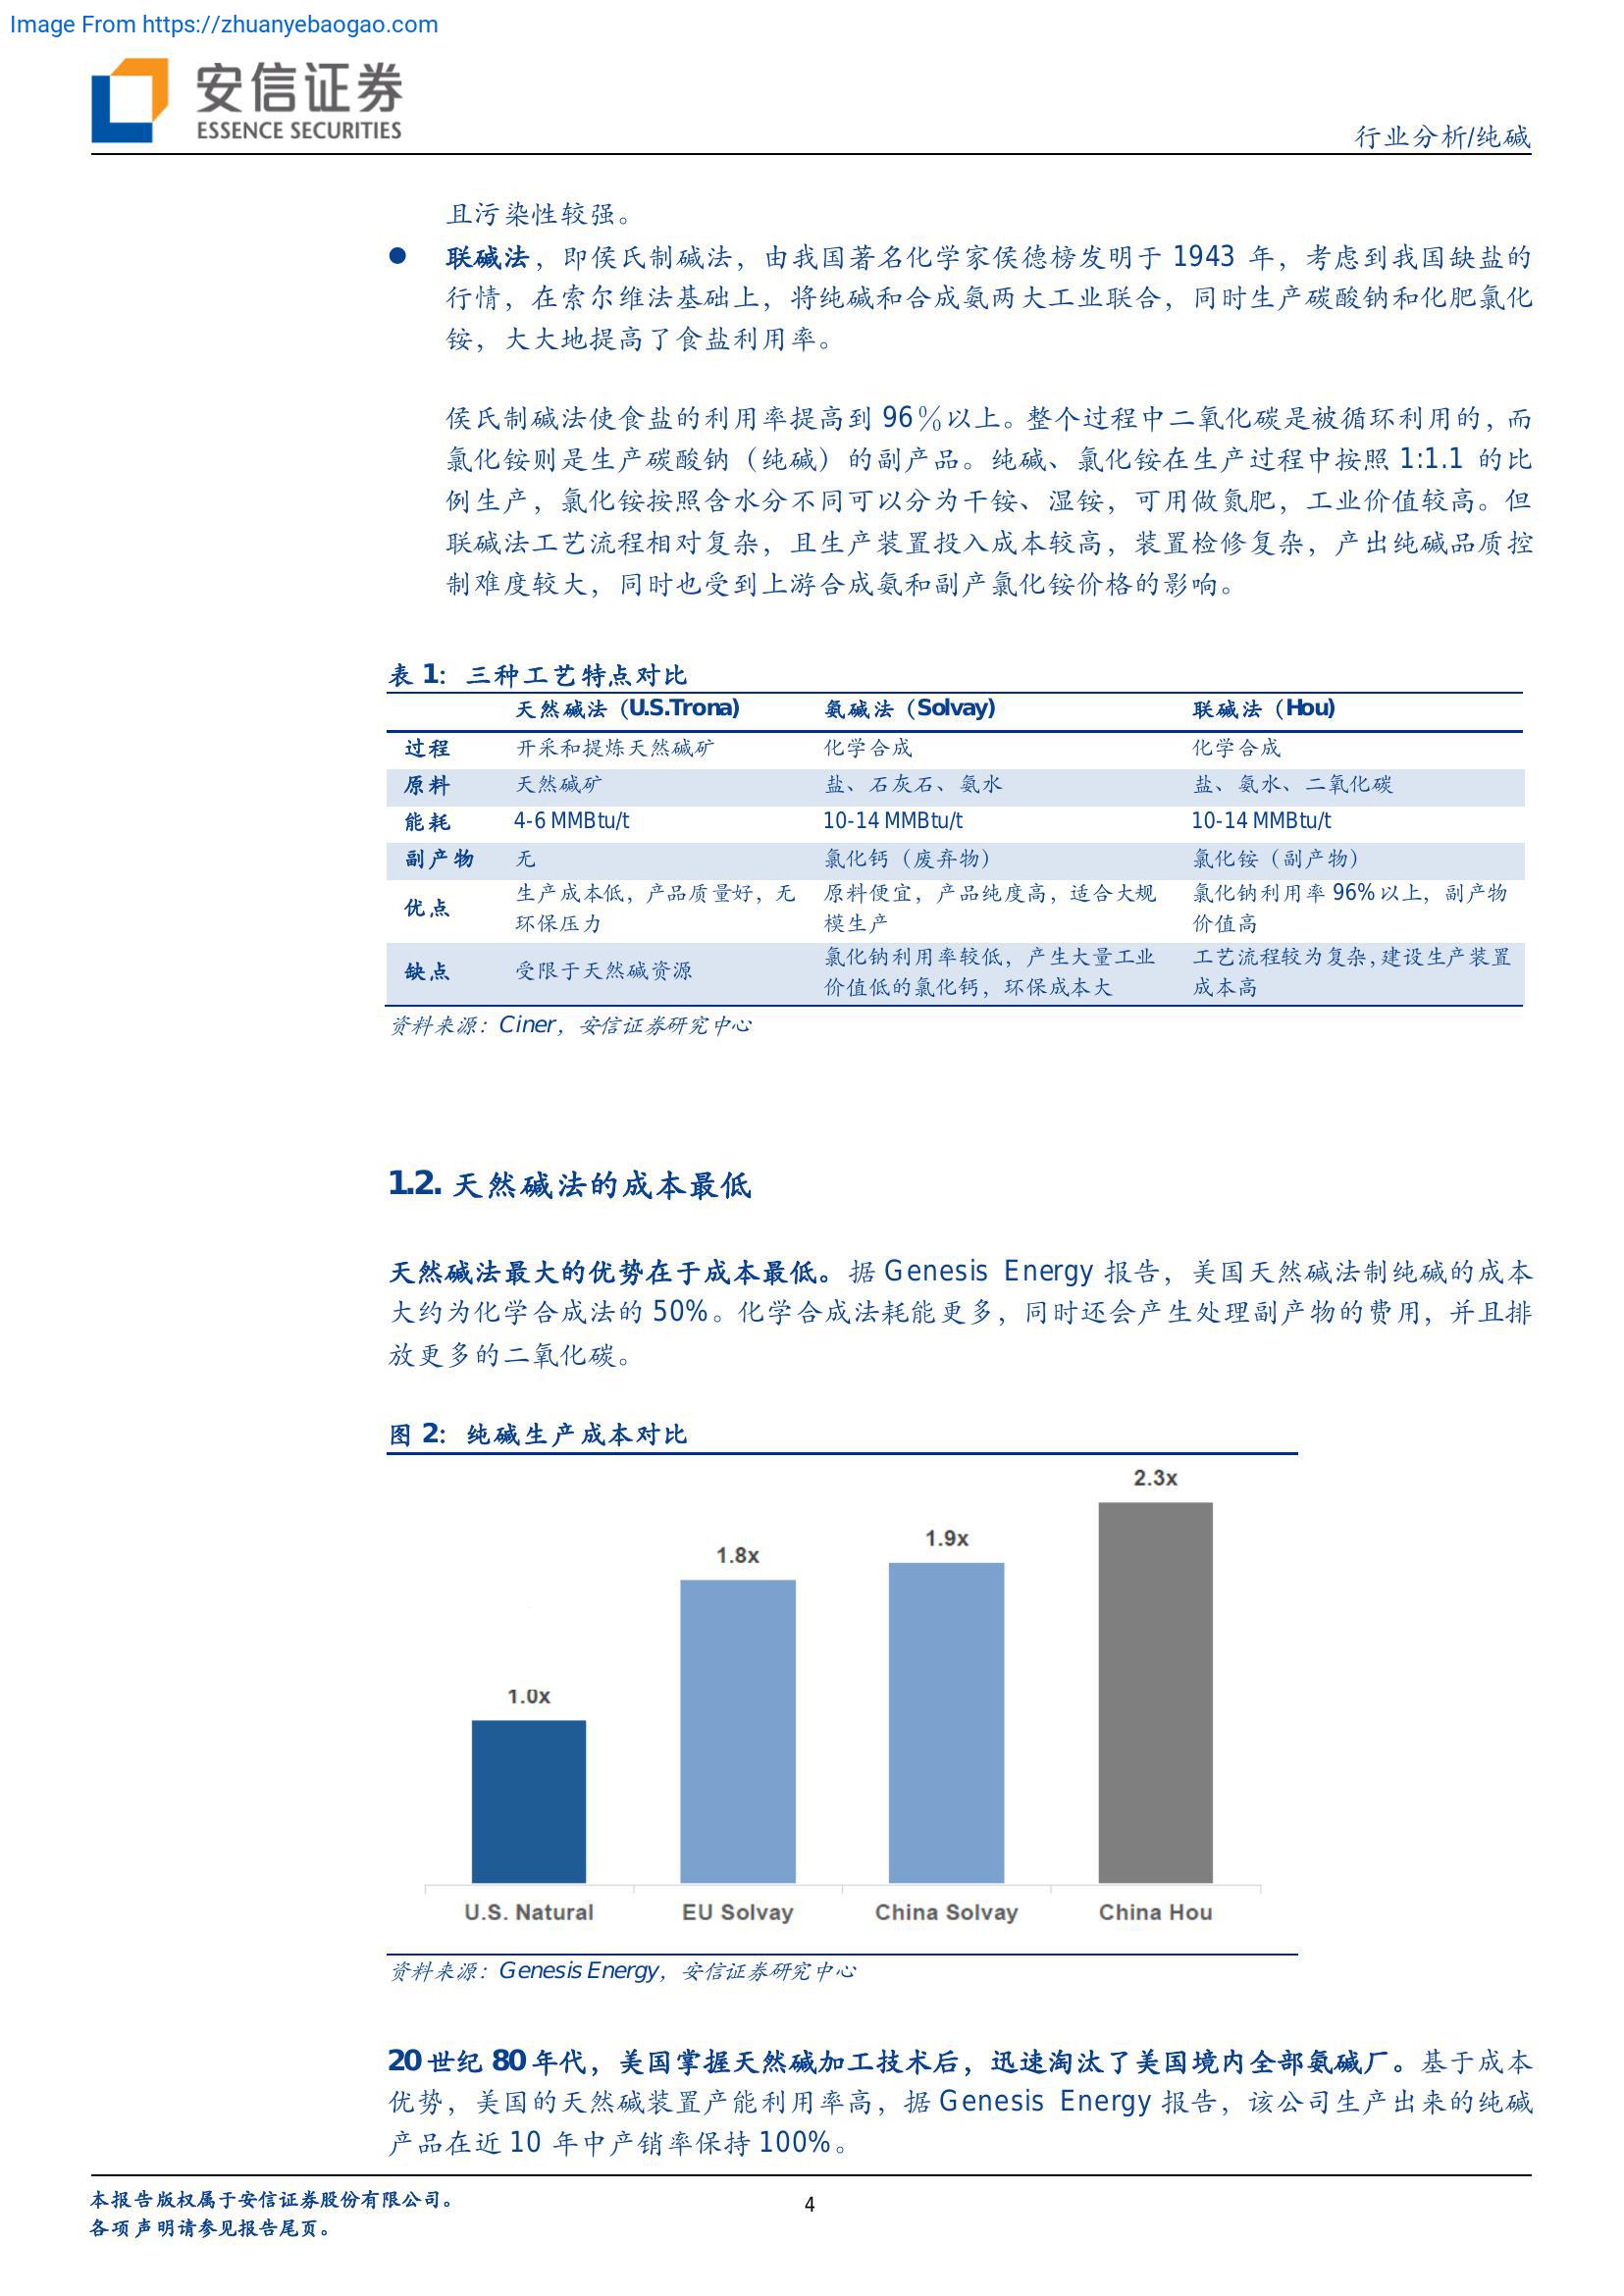 Image From https://zhuanyebaogao.com
安信证券
ESSENCE SECURITIES
行业分析/纯碱
且污染性较强。
● 联碱法，即侯氏制碱法，由我国著名化学家侯德榜发明于 1943 年，考虑到我国缺盐的
行情，在索尔维法基础上，将纯碱和合成氨两大工业联合，同时生产碳酸钠和化肥氯化
铵，大大地提高了食盐利用率。
侯氏制碱法使食盐的利用率提高到 96％以上。整个过程中二氧化碳是被循环利用的，而
氯化铵则是生产碳酸钠（纯碱）的副产品。纯碱、氯化铵在生产过程中按照 1:1.1 的比
例生产，氯化铵按照含水分不同可以分为干铵、湿铵，可用做氮肥，工业价值较高。但
联碱法工艺流程相对复杂，且生产装置投入成本较高，装置检修复杂，产出纯碱品质控
制难度较大，同时也受到上游合成氨和副产氯化铵价格的影响。
表 1：三种工艺特点对比
天然碱法（U.S.Trona） 氨碱法（Solvay） 联碱法（Hou）
过程 开采和提炼天然碱矿 化学合成 化学合成
原料 天然碱矿 盐、石灰石、氨水 盐、氨水、二氧化碳
能耗 4-6 MMBtu/t 10-14 MMBtu/t 10-14 MMBtu/t
副产物 无 氯化钙（废弃物） 氯化铵（副产物）
优点 生产成本低，产品质量好，无 原料便宜，产品纯度高，适合大规 氯化钠利用率 96%以上，副产物
环保压力 模生产 价值高
缺点 受限于天然碱资源 氯化钠利用率较低，产生大量工业 工艺流程较为复杂，建设生产装置
价值低的氯化钙，环保成本大 成本高
资料来源：Ciner，安信证券研究中心
1.2. 天然碱法的成本最低
天然碱法最大的优势在于成本最低。据 Genesis Energy 报告，美国天然碱法制纯碱的成本
大约为化学合成法的 50%。化学合成法耗能更多，同时还会产生处理副产物的费用，并且排
放更多的二氧化碳。
图 2：纯碱生产成本对比
2.3x
1.9x
1.8x
1.0x
U.S. Natural EU Solvay China Solvay China Hou
资料来源：Genesis Energy，安信证券研究中心
20 世纪 80 年代，美国掌握天然碱加工技术后，迅速淘汰了美国境内全部氨碱厂。基于成本
优势，美国的天然碱装置产能利用率高，据 Genesis Energy 报告，该公司生产出来的纯碱
产品在近 10 年中产销率保持 100%。
本报告版权属于安信证券股份有限公司。
4
各项声明请参见报告尾页。